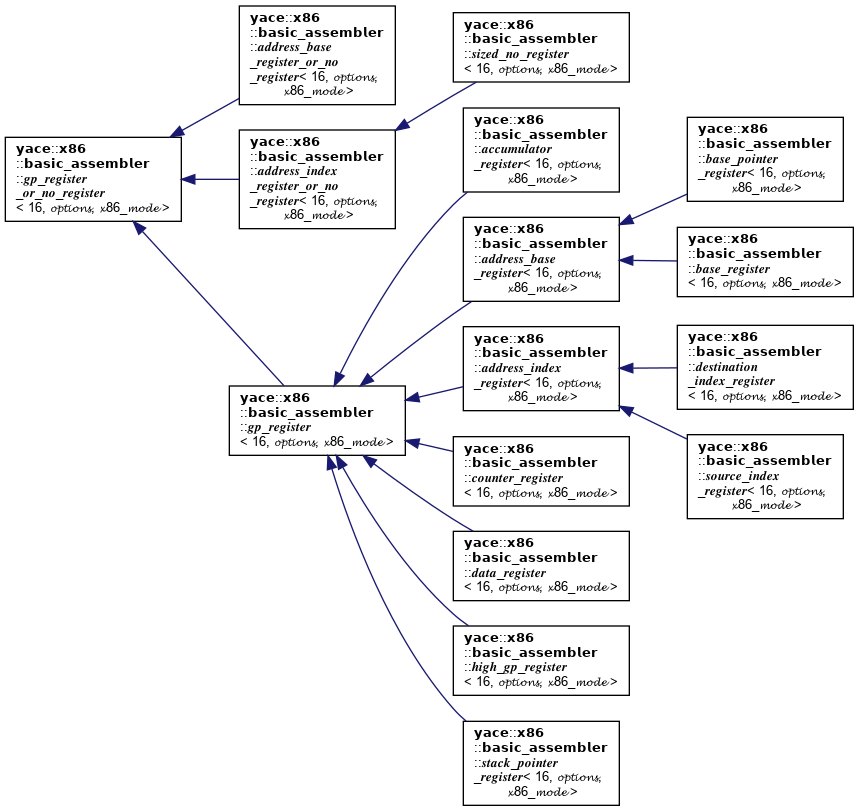 yace::x86
::basic_assembler
::address_base
_register_or_no
_register< 16, options,
x86_mode >
yace::x86
::basic_assembler
::sized_no_register
< 16, options, x86_mode >
yace::x86
::basic_assembler
::accumulator
_register< 16, options,
x86_mode >
yace::x86
::basic_assembler
::gp_register
_or_no_register
< 16, options, x86_mode >
yace::x86
::basic_assembler
::address_index
_register_or_no
_register< 16, options,
x86_mode >
yace::x86
::basic_assembler
::base_pointer
_register< 16, options,
x86_mode >
yace::x86
::basic_assembler
::address_base
_register< 16, options,
x86_mode >
yace::x86
::basic_assembler
::base_register
< 16, options, x86_mode >
yace::x86
::basic_assembler
::address_index
_register< 16, options,
x86_mode >
yace::x86
::basic_assembler
::destination
_index_register
< 16, options, x86_mode >
yace::x86
::basic_assembler
::gp_register
< 16, options, x86_mode >
yace::x86
::basic_assembler
::counter_register
< 16, options, x86_mode >
yace::x86
::basic_assembler
::source_index
_register< 16, options,
x86_mode >
yace::x86
::basic_assembler
::data_register
< 16, options, x86_mode >
yace::x86
::basic_assembler
::high_gp_register
< 16, options, x86_mode >
yace::x86
::basic_assembler
::stack_pointer
_register< 16, options,
x86_mode >